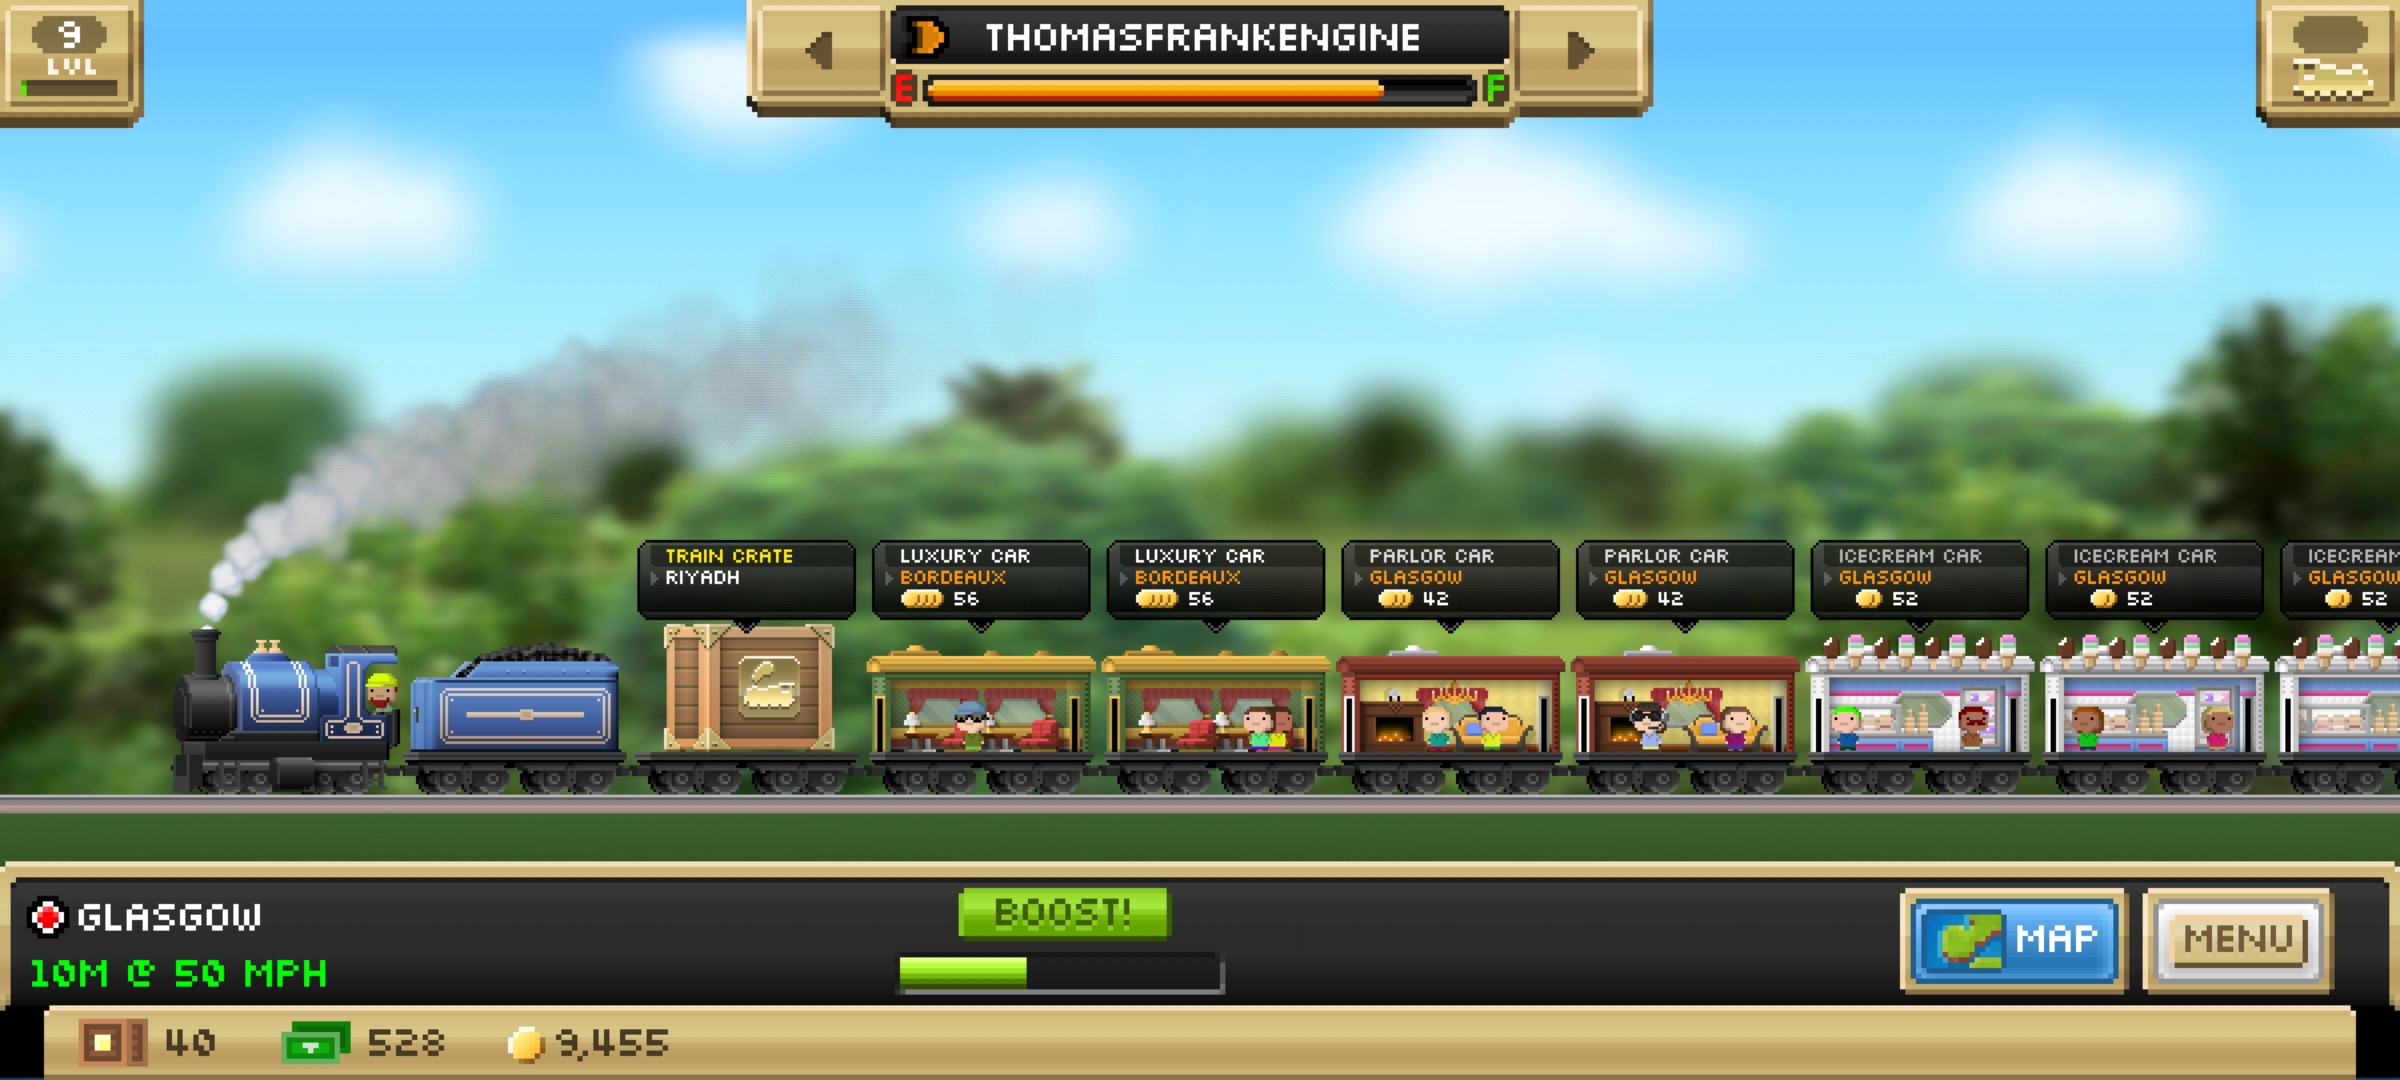 9
LVL
THOMASFRANKENGINE
E F
TRAIN CRATE
RIYADH
LUXURY CAR
BORDEAUX
56
LUXURY CAR
BORDEAUX
56
PARLOR CAR
GLASGOW
42
PARLOR CAR
GLASGOW
42
ICECREAM CAR
GLASGOW
52
ICECREAM CAR
GLASGOW
52
ICECREAM
GLASGOW
52
GLASGOW
10M @ 50 MPH
BOOST!
MAP
MENU
40 528 9,455